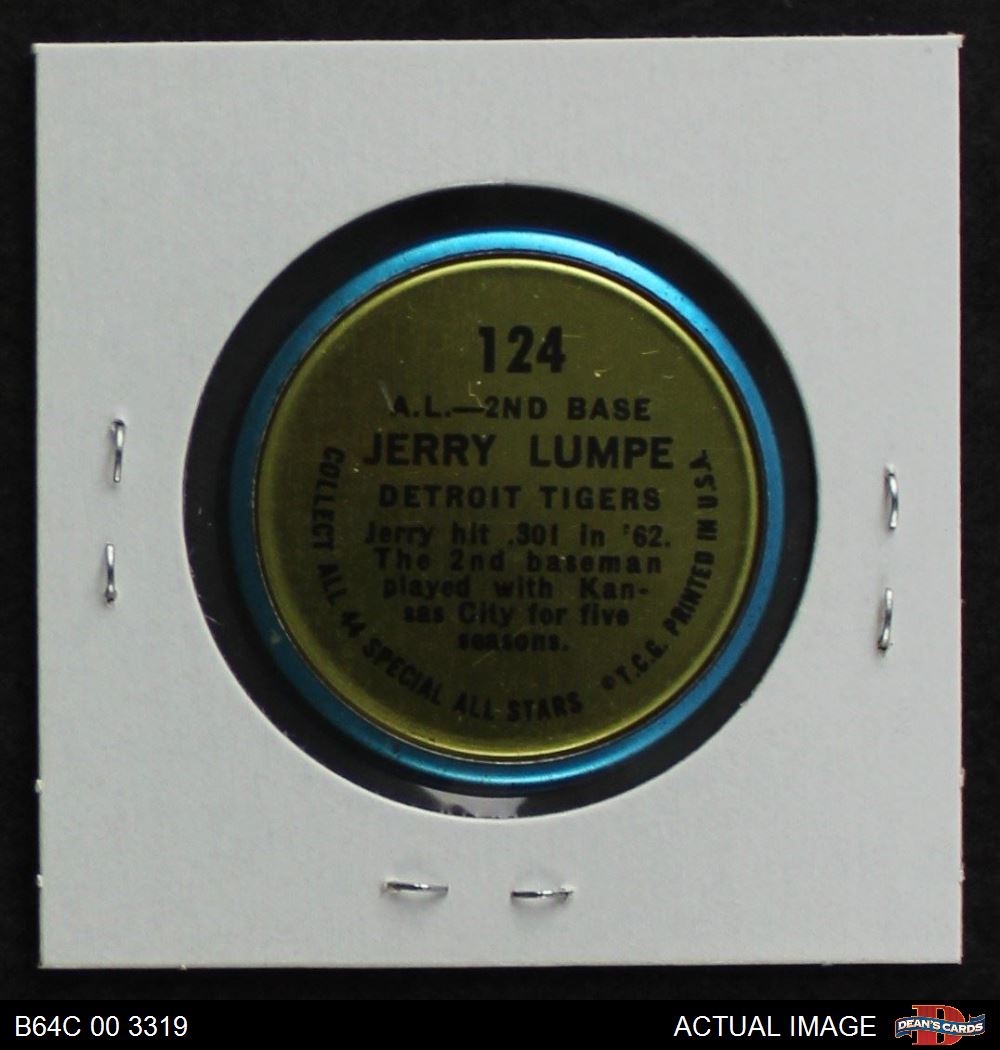 124
A.L.—2ND BASE
JERRY LUMPE
DETROIT TIGERS
Jerry hit .301 in '62.
The 2nd baseman
played with Kan-
sas City for five
seasons.
COLLECT ALL 44 SPECIAL ALL STARS
©T.C.G. PRINTED IN U.S.A.
B64C 00 3319
ACTUAL IMAGE
D
DEAN'S CARDS